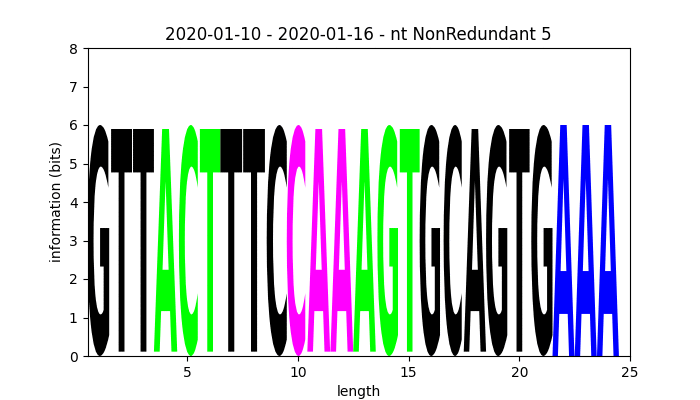 2020-01-10 - 2020-01-16 - nt NonRedundant 5
8
7
6
5
4
3
2
1
0
information (bits)
GTTACTTTCCAAAGTGCAGTGAAA
5 10 15 20 25
length